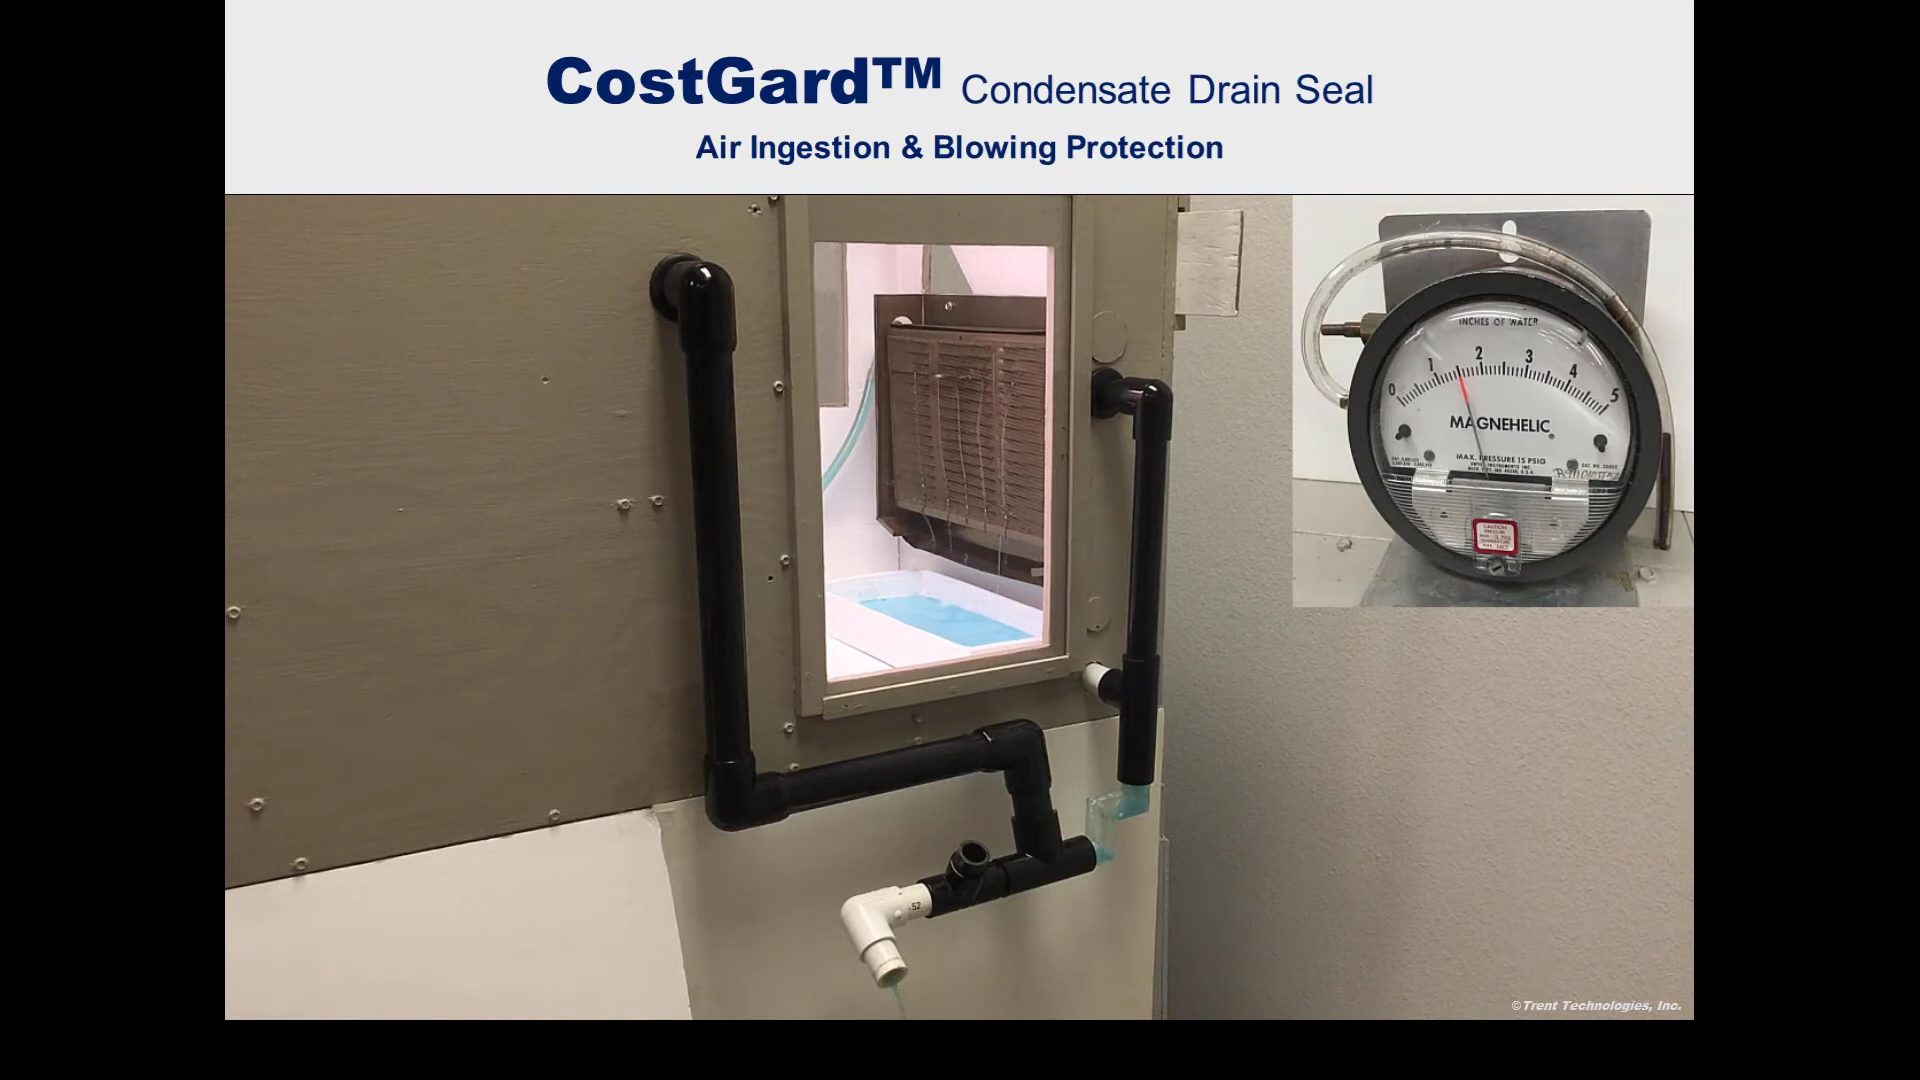 CostGard™ Condensate Drain Seal
Air Ingestion & Blowing Protection
INCHES OF WATER
0 1 2 3 4 5
MAGNEHELIC
MAX. PRESSURE 15 PSIG
CAUTION
52
©Trent Technologies, Inc.